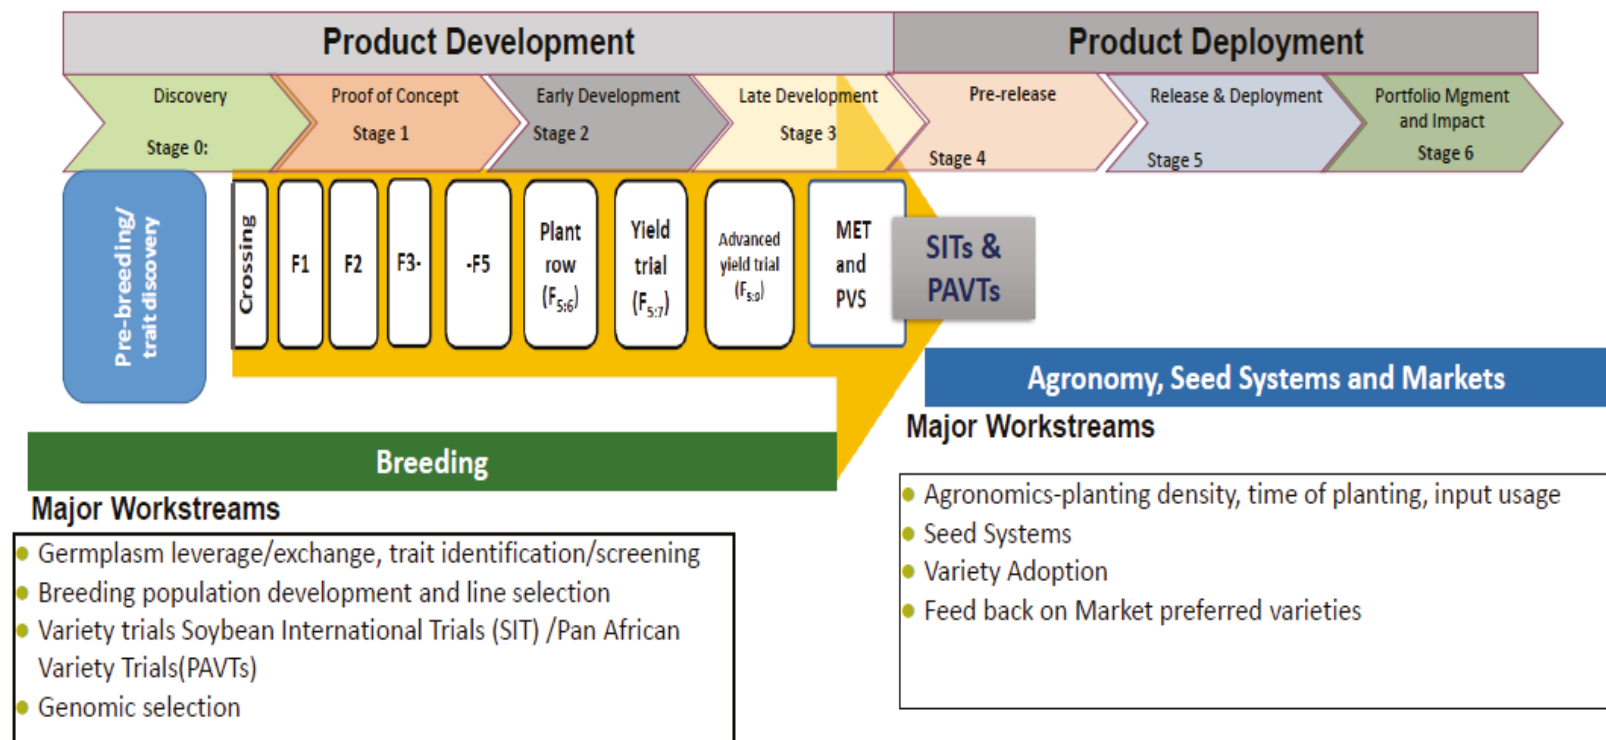 Product Development
Product Deployment
Discovery
Stage 0:
Proof of Concept
Stage 1
Early Development
Stage 2
Late Development
Stage 3
Pre-release
Stage 4
Release & Deployment
Stage 5
Portfolio Mgment
and Impact
Stage 6
Pre-breeding/
trait discovery
Crossing
F1
F2
F3-
-F5
Plant
row
(F5:6)
Yield
trial
(F5:7)
Advanced
yield trial
(F5:9)
MET
and
PVS
SITs &
PAVTs
Breeding
Major Workstreams
Germplasm leverage/exchange, trait identification/screening
Breeding population development and line selection
Variety trials Soybean International Trials (SIT) /Pan African
Variety Trials(PAVTs)
Genomic selection
Agronomy, Seed Systems and Markets
Major Workstreams
Agronomics-planting density, time of planting, input usage
Seed Systems
Variety Adoption
Feed back on Market preferred varieties